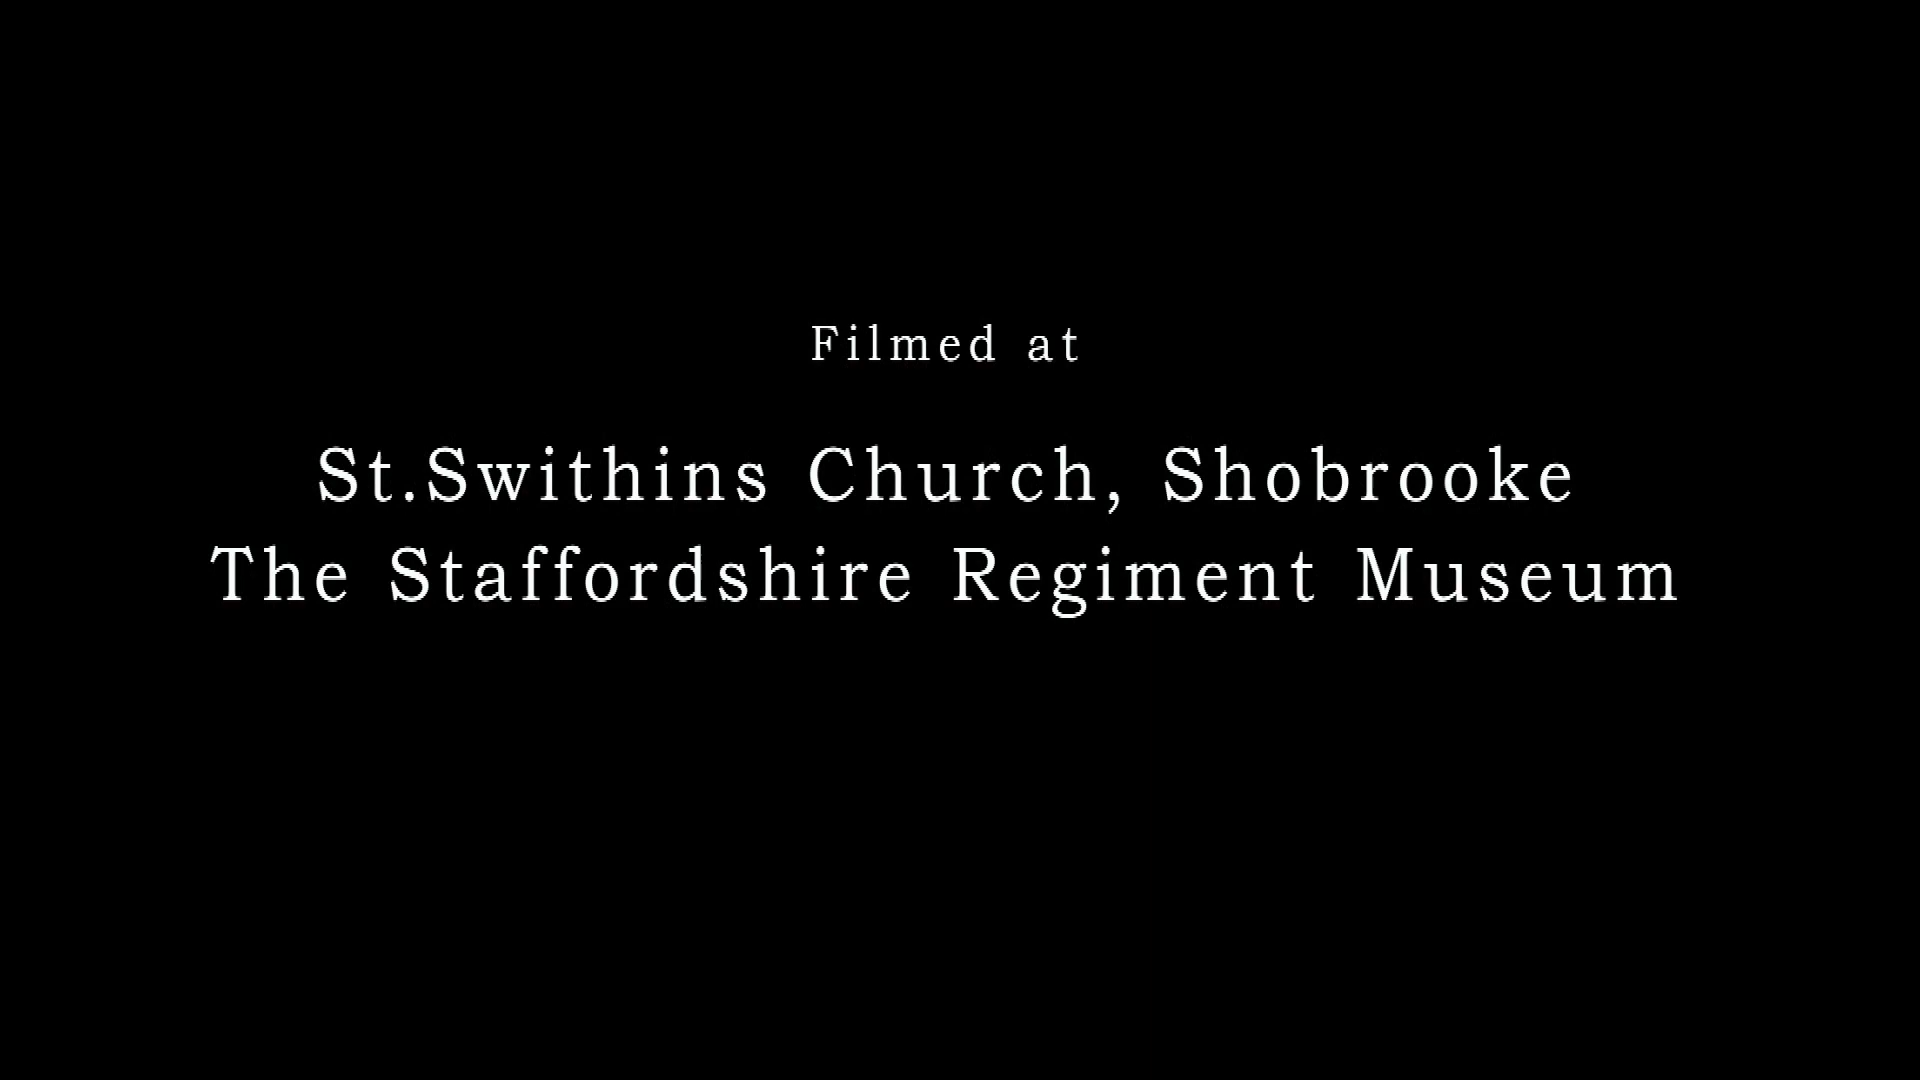 Filmed at
St.Swithins Church, Shobrooke
The Staffordshire Regiment Museum